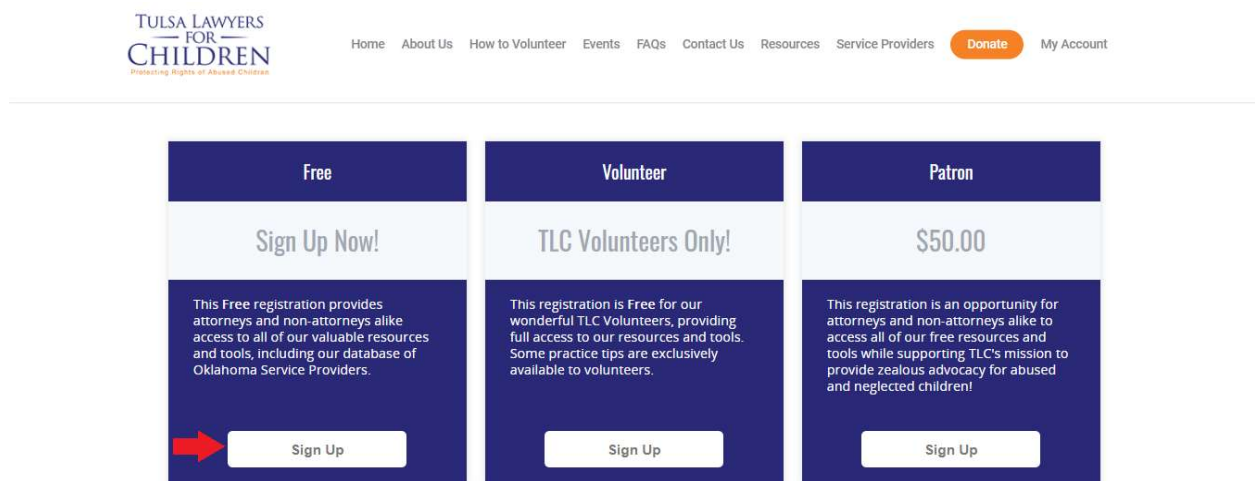 TULSA LAWYERS
FOR
CHILDREN
Protecting Rights of Abused Children
Home About Us How to Volunteer Events FAQs Contact Us Resources Service Providers Donate My Account
Free
Sign Up Now!
This Free registration provides
attorneys and non-attorneys alike
access to all of our valuable resources
and tools, including our database of
Oklahoma Service Providers.
Sign Up
Volunteer
TLC Volunteers Only!
This registration is Free for our
wonderful TLC Volunteers, providing
full access to our resources and tools.
Some practice tips are exclusively
available to volunteers.
Sign Up
Patron
$50.00
This registration is an opportunity for
attorneys and non-attorneys alike to
access all of our free resources and
tools while supporting TLC's mission to
provide zealous advocacy for abused
and neglected children!
Sign Up